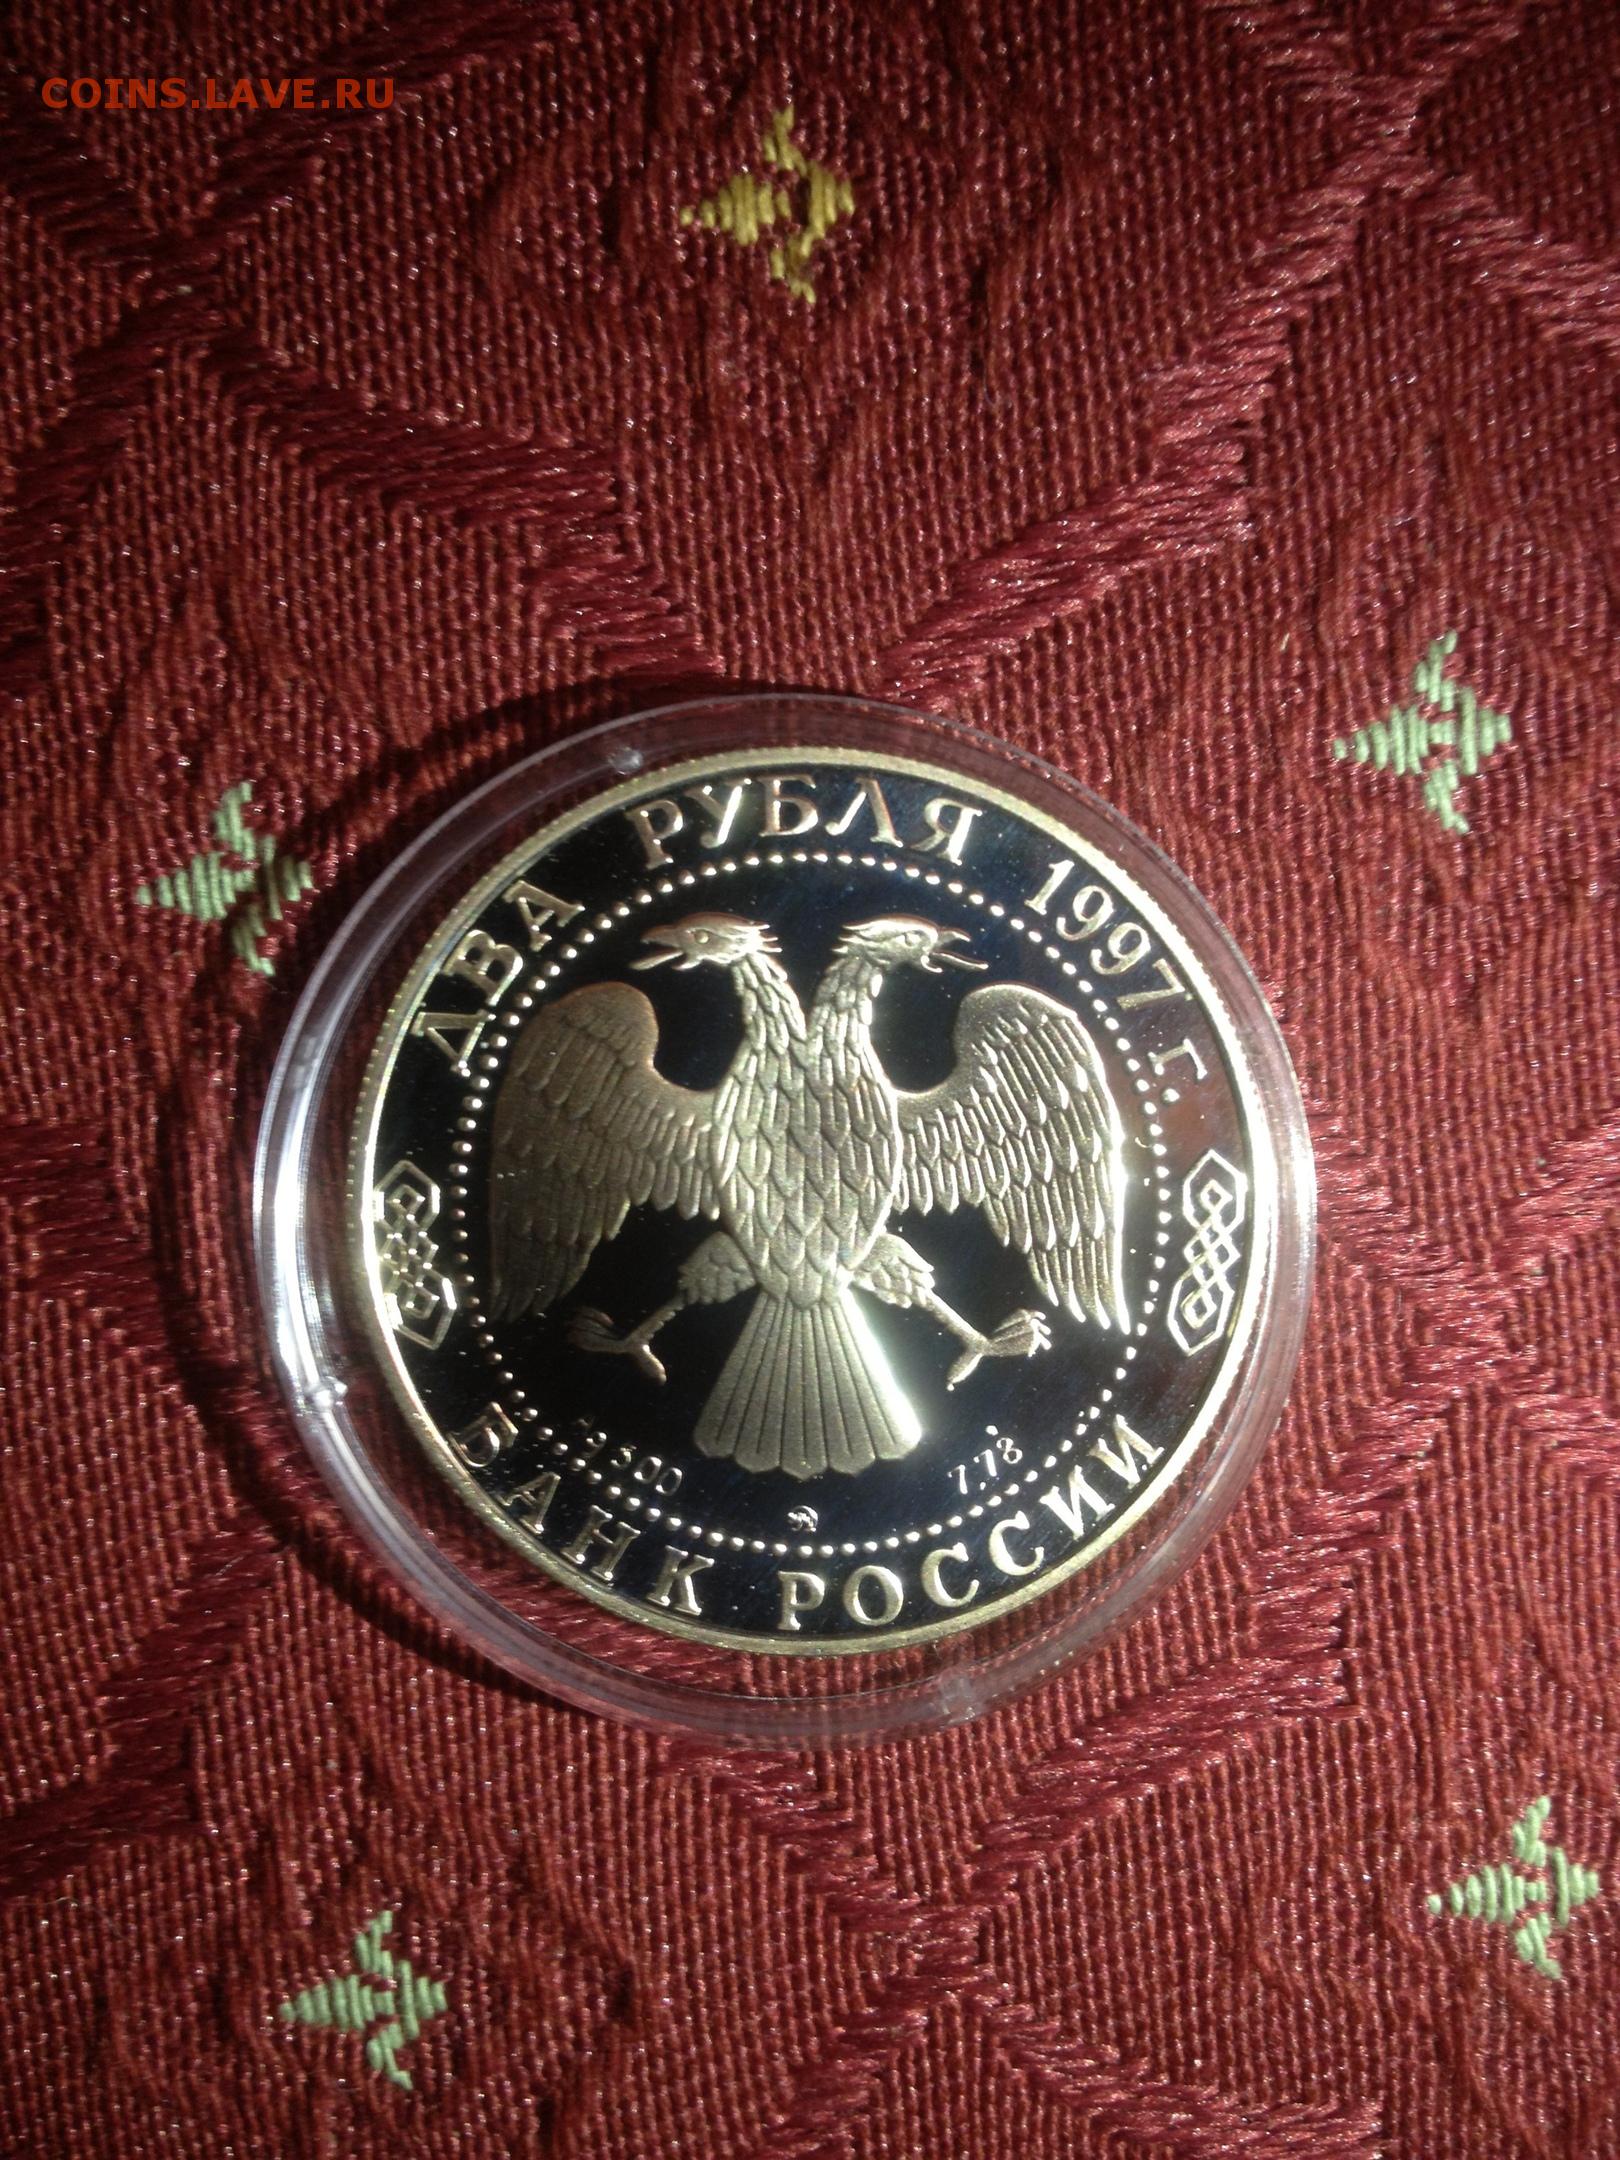 COINS.LAVE.RU
ДВА РУБЛЯ 1997 г.
Ag 500
7,78
БАНК РОССИИ